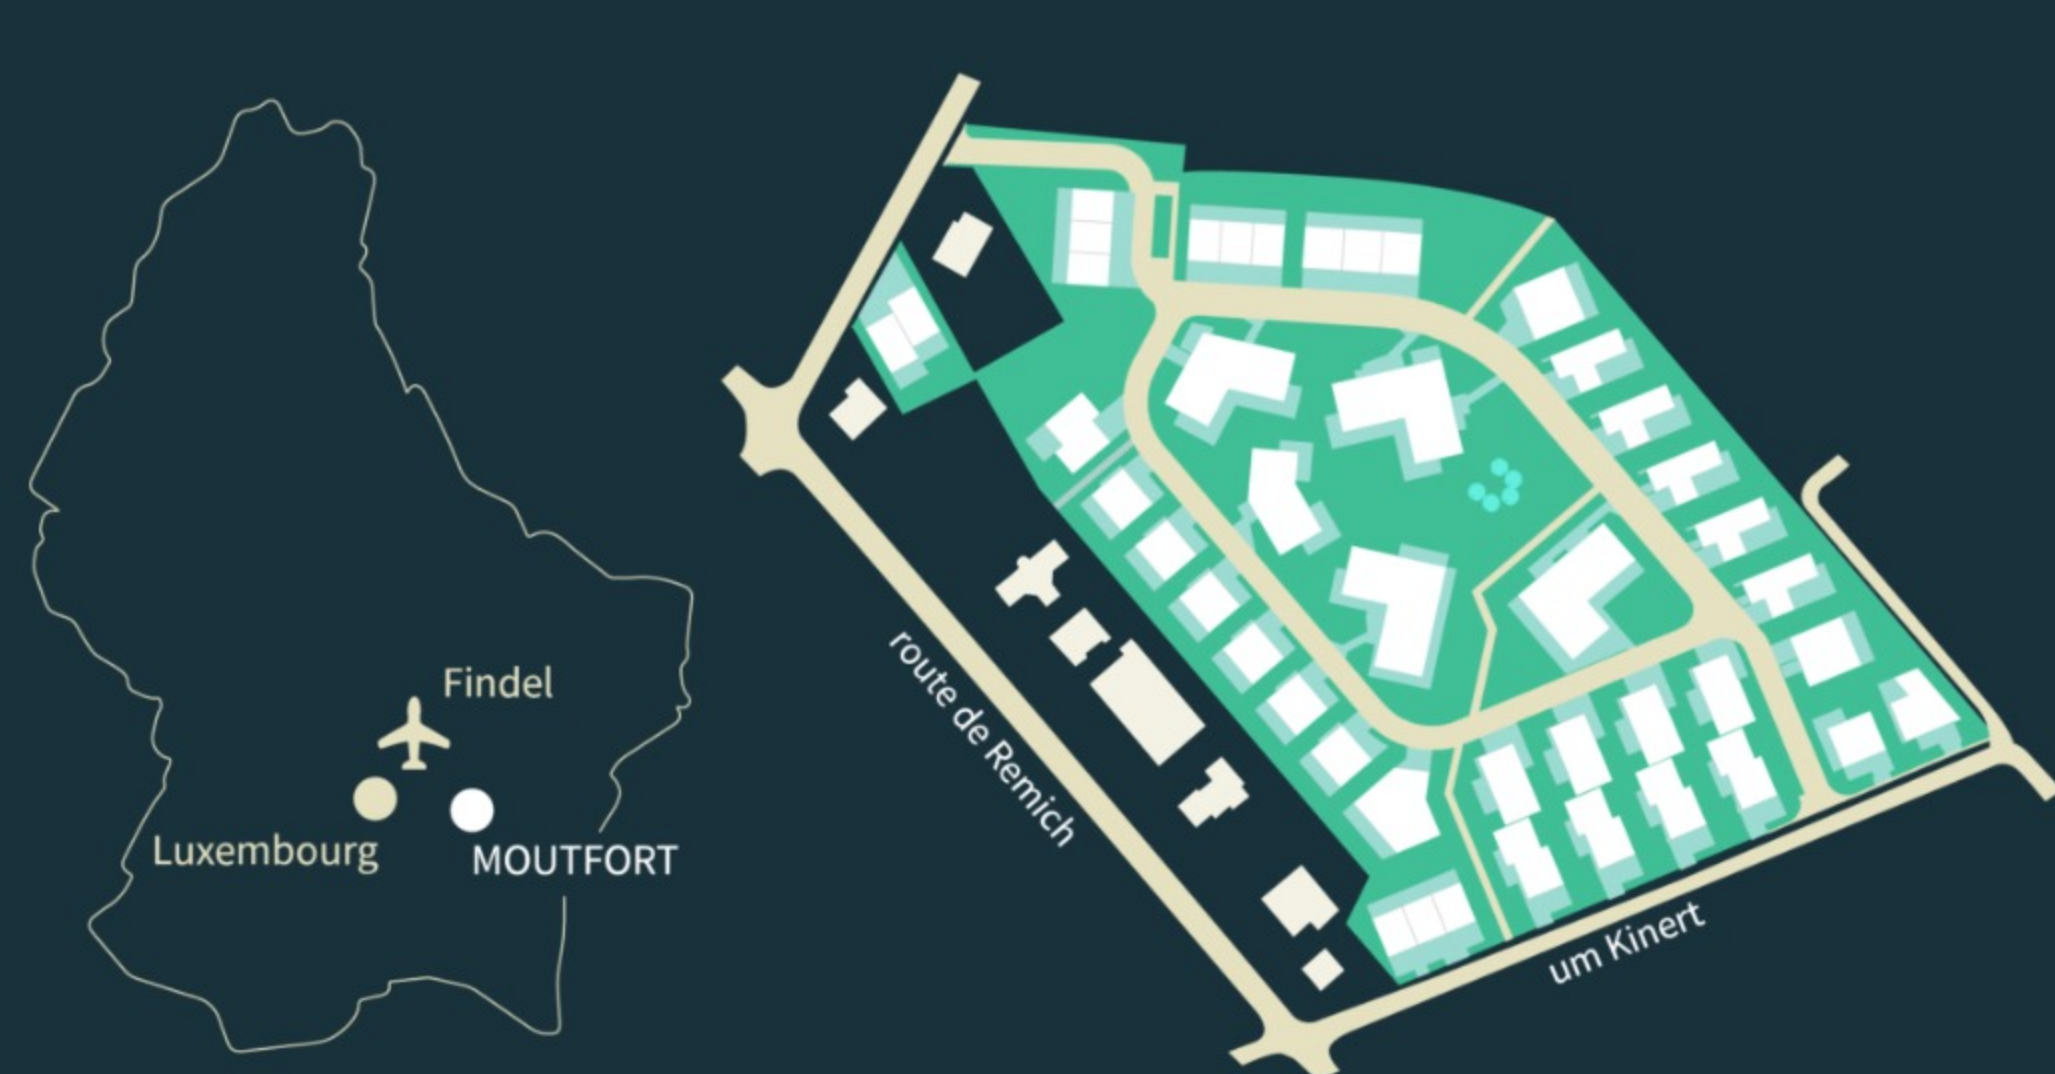 Findel
Luxembourg
MOUTFORT
route de Remich
um Kinert